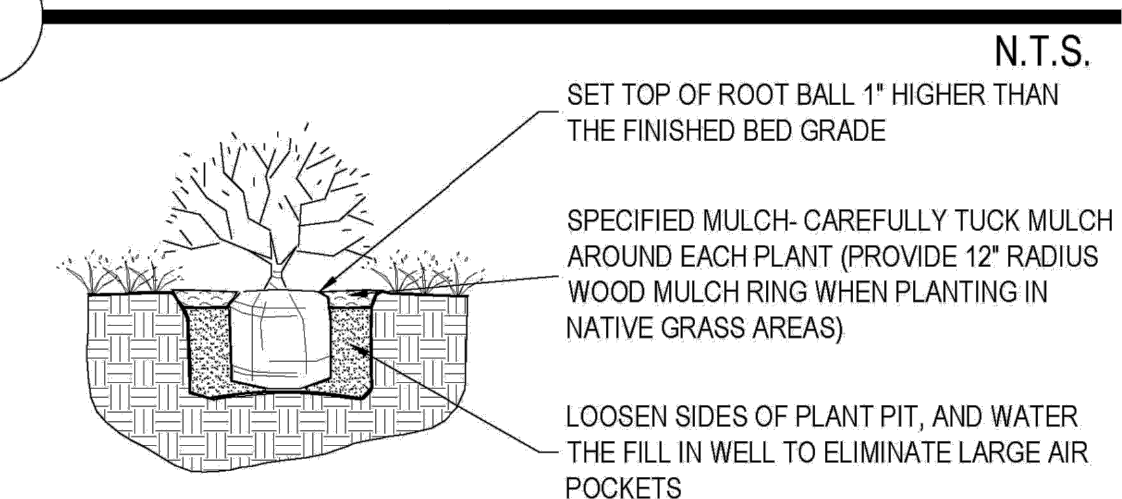 N.T.S.
SET TOP OF ROOT BALL 1" HIGHER THAN
THE FINISHED BED GRADE
SPECIFIED MULCH- CAREFULLY TUCK MULCH
AROUND EACH PLANT (PROVIDE 12" RADIUS
WOOD MULCH RING WHEN PLANTING IN
NATIVE GRASS AREAS)
LOOSEN SIDES OF PLANT PIT, AND WATER
THE FILL IN WELL TO ELIMINATE LARGE AIR
POCKETS